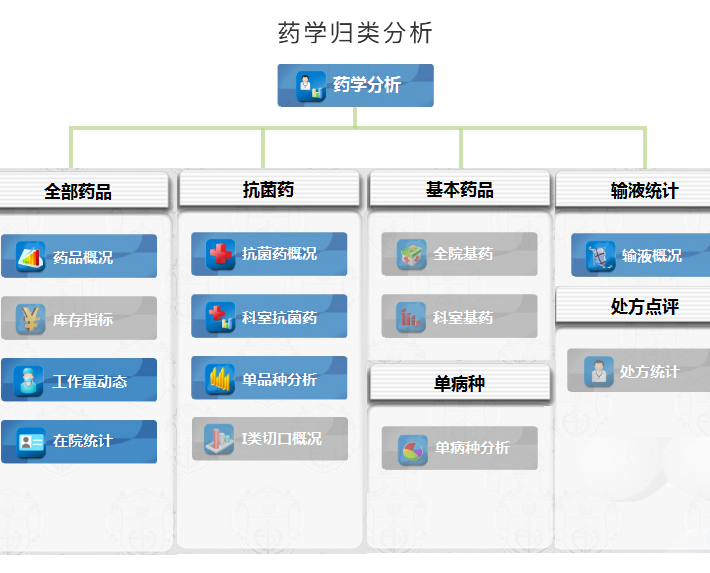 药学归类分析
药学分析
全部药品
药品概况
库存指标
工作量动态
在院统计
抗菌药
抗菌药概况
科室抗菌药
单品种分析
I类切口概况
基本药品
全院基药
科室基药
单病种
单病种分析
输液统计
输液概况
处方点评
处方统计